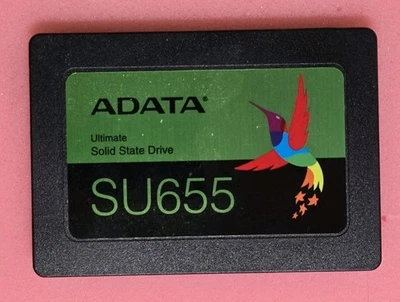 ADATA
Ultimate
Solid State Drive
SU655